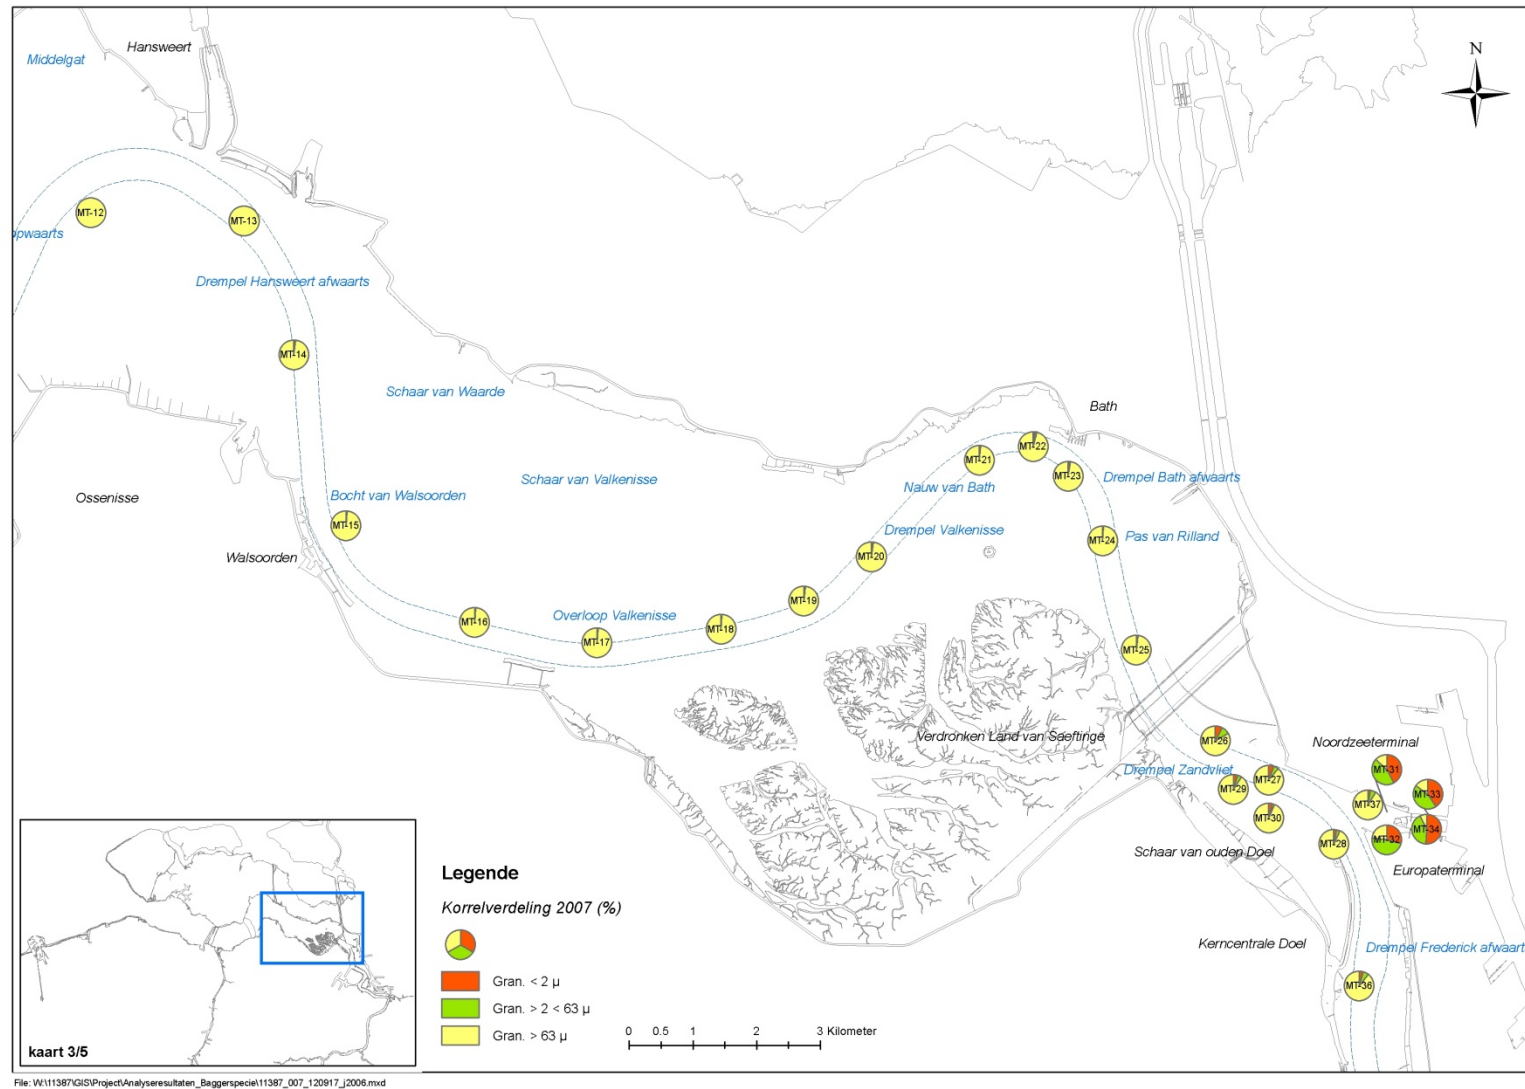 Hansweert
Middelgat
N
MT-12
MT-13
opwaarts
Drempel Hansweert afwaarts
MT-14
Schaar van Waarde
Bath
MT-22
MT-21
MT-23
Drempel Bath afwaarts
Schaar van Valkenisse
Nauw van Bath
Ossenisse
Bocht van Walsoorden
MT-15
Drempel Valkenisse
MT-24
Pas van Rilland
Walsoorden
MT-20
MT-19
Overloop Valkenisse
MT-16
MT-18
MT-17
MT-25
Verdronken Land van Saeftinge
MT-26
Noordzeeterminal
Drempel Zandvliet
MT-31
MT-27
MT-29
MT-33
MT-37
MT-30
MT-34
MT-32
MT-28
Schaar van ouden Doel
Europaterminal
Legende
Korrelverdeling 2007 (%)
Kerncentrale Doel
Drempel Frederick afwaart
Gran. < 2 µ
MT-36
Gran. > 2 < 63 µ
Gran. > 63 µ
0 0.5 1 2 3 Kilometer
kaart 3/5
File: W:\11387\GIS\Project\Analyseresultaten_Baggerspecie\11387_007_120917_j2006.mxd